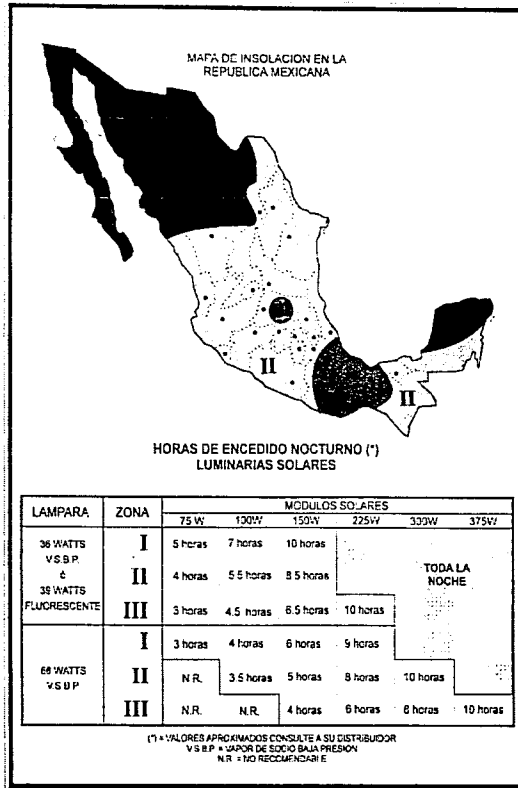 MAPA DE INSOLACION EN LA
REPUBLICA MEXICANA
II
II
HORAS DE ENCEDIDO NOCTURNO (*)
LUMINARIAS SOLARES
LAMPARA ZONA MODULOS SOLARES
75 W 100W 150W 225W 300W 375W
36 WATTS
V.S.B.P.
ó
39 WATTS
FLUORESCENTE
I 5 horas 7 horas 10 horas
II 4 horas 5.5 horas 8.5 horas
III 3 horas 4.5 horas 6.5 horas 10 horas
TODA LA
NOCHE
66 WATTS
V.S.B.P
I 3 horas 4 horas 6 horas 9 horas
II N.R. 3.5 horas 5 horas 8 horas 10 horas
III N.R. N.R. 4 horas 6 horas 8 horas 10 horas
(*) = VALORES APROXIMADOS CONSULTE A SU DISTRIBUIDOR
V S B.P = VAPOR DE SODIO BAJA PRESION
N.R = NO RECOMENDABLE